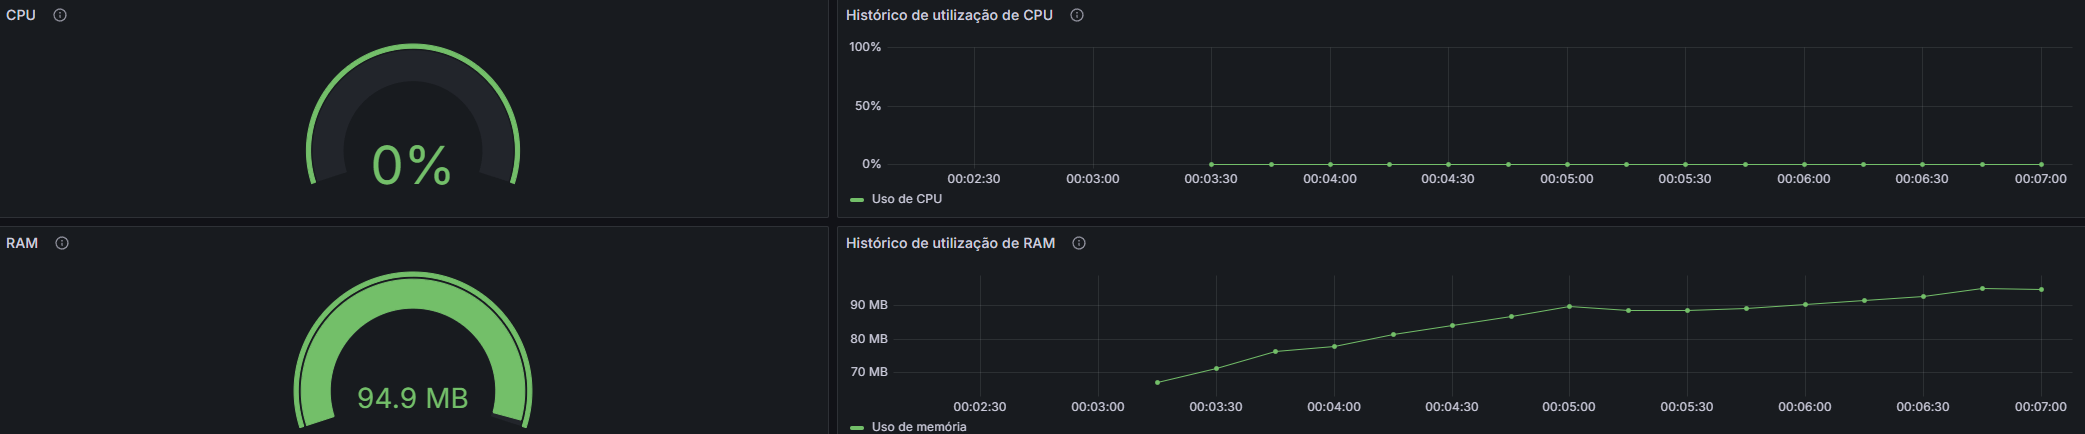 CPU
0%
Histórico de utilização de CPU
100%
50%
0%
00:02:30 00:03:00 00:03:30 00:04:00 00:04:30 00:05:00 00:05:30 00:06:00 00:06:30 00:07:00
Uso de CPU
RAM
94.9 MB
Histórico de utilização de RAM
90 MB
80 MB
70 MB
00:02:30 00:03:00 00:03:30 00:04:00 00:04:30 00:05:00 00:05:30 00:06:00 00:06:30 00:07:00
Uso de memória